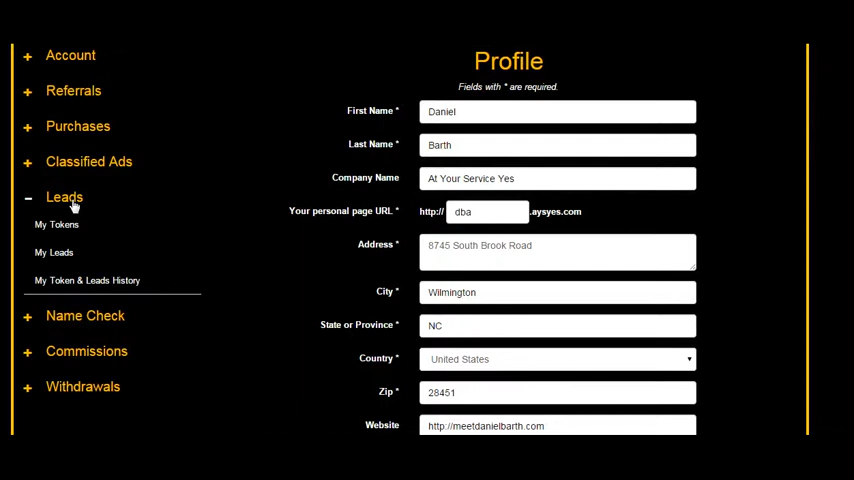 Account
Referrals
Purchases
Classified Ads
Leads
My Tokens
My Leads
My Token & Leads History
Name Check
Commissions
Withdrawals
Profile
Fields with * are required.
First Name * Daniel
Last Name * Barth
Company Name At Your Service Yes
Your personal page URL * http:// dba .aysyes.com
Address * 8745 South Brook Road
City * Wilmington
State or Province * NC
Country * United States
Zip * 28451
Website http://meetdanielbarth.com